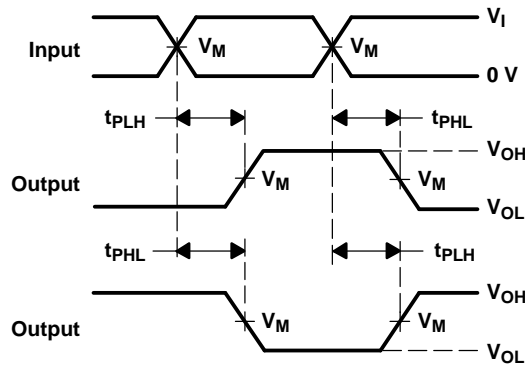 V_I
Input V_M V_M
0 V
t_PLH t_PHL
V_OH
Output V_M V_M
V_OL
t_PHL t_PLH
V_OH
V_M V_M
Output
V_OL